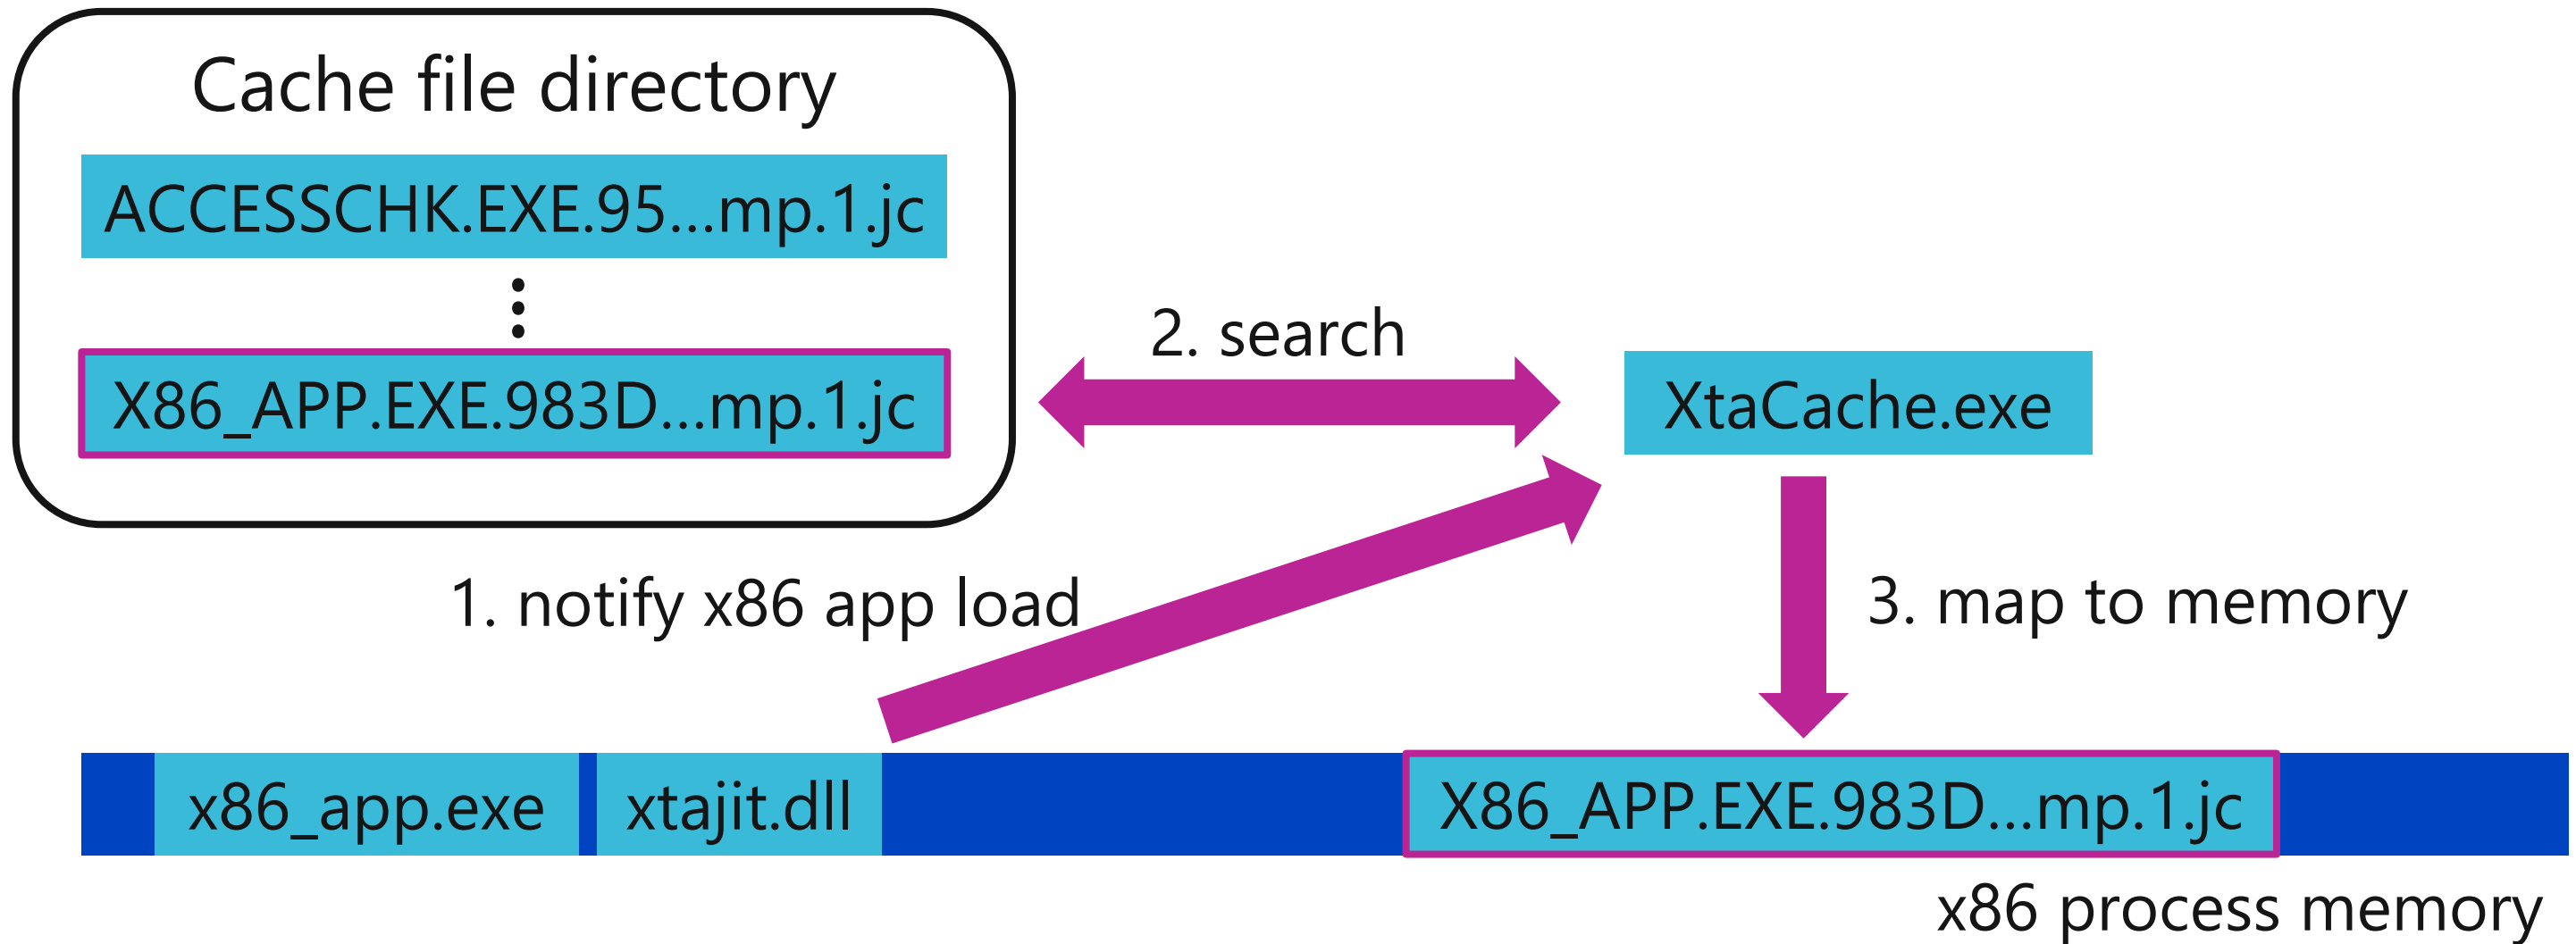 Cache file directory
ACCESSCHK.EXE.95...mp.1.jc
X86_APP.EXE.983D...mp.1.jc
2. search
XtaCache.exe
1. notify x86 app load
3. map to memory
x86_app.exe
xtajit.dll
X86_APP.EXE.983D...mp.1.jc
x86 process memory